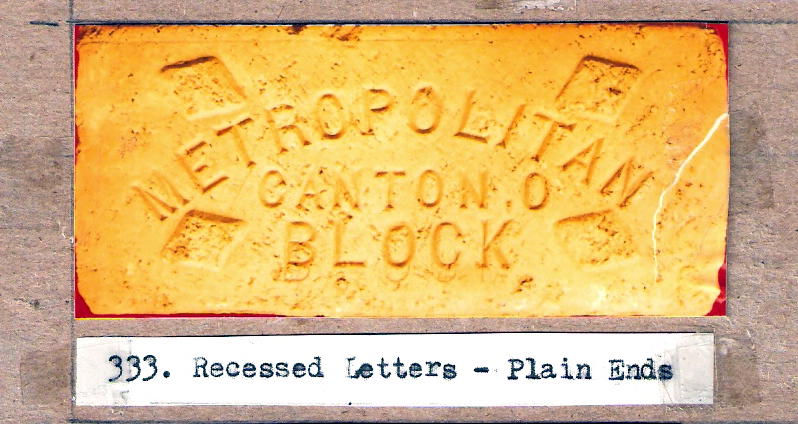 METROPOLITAN
CANTON, O
BLOCK
333. Recessed Letters - Plain Ends